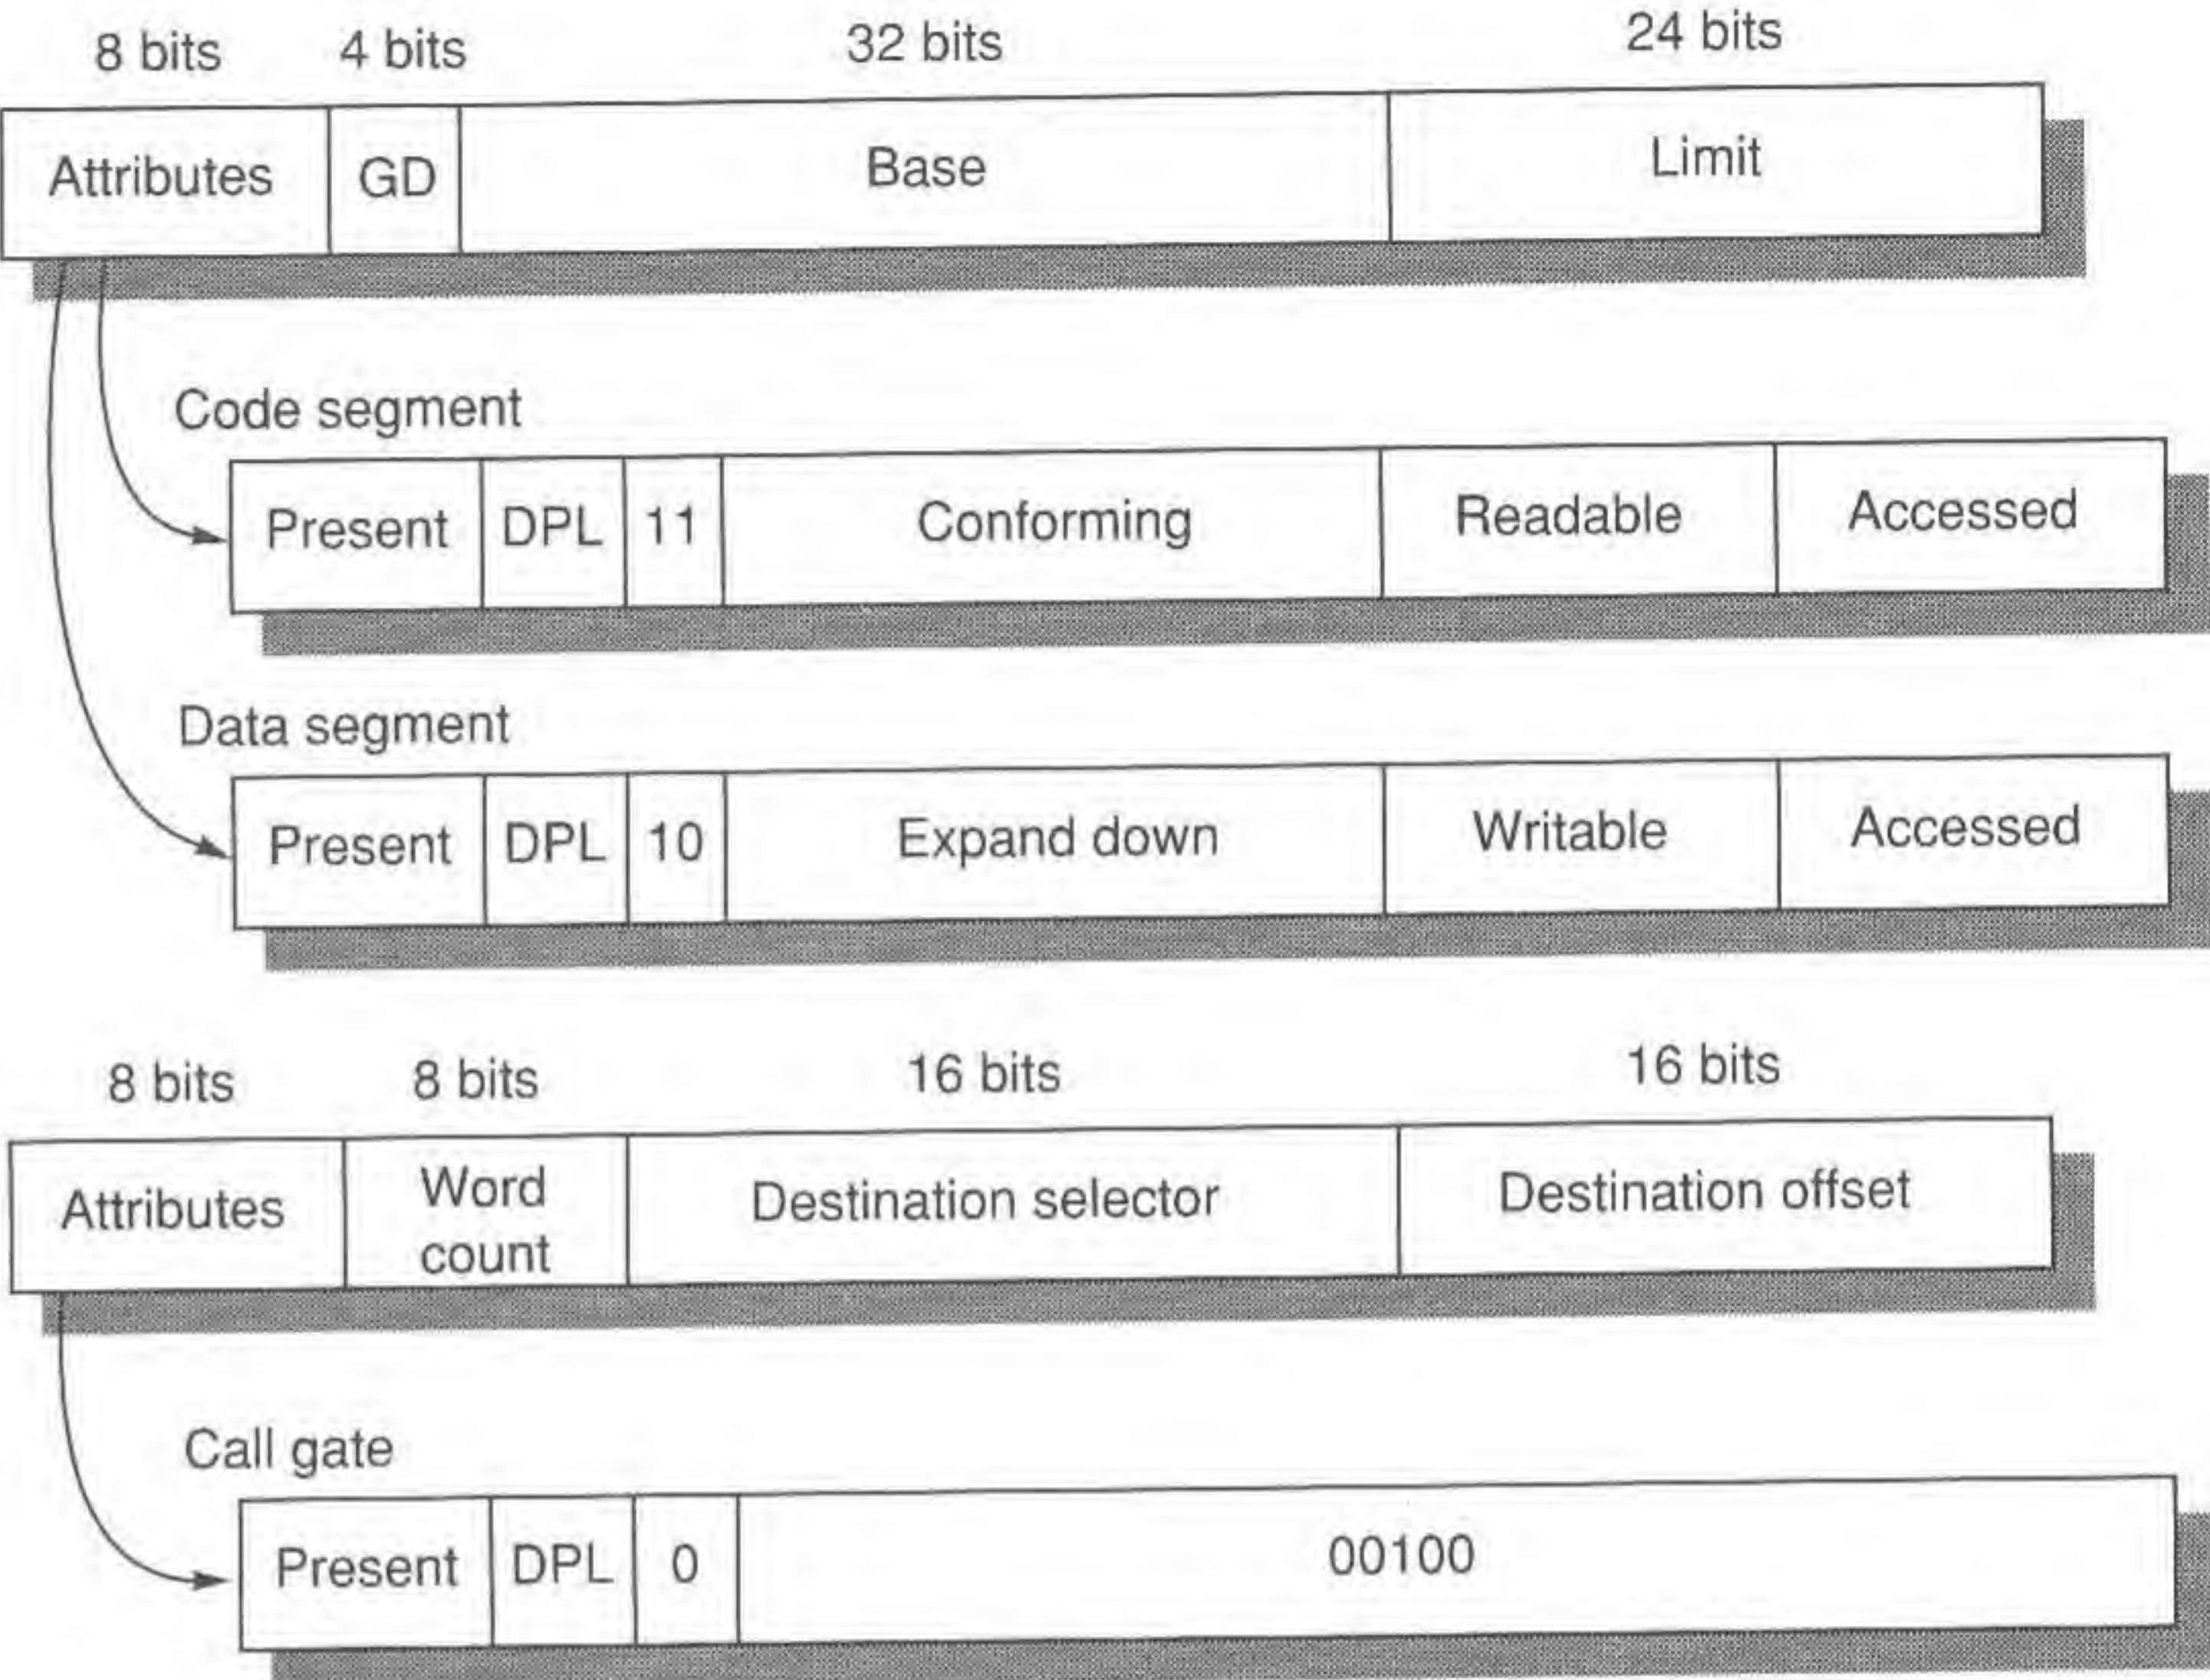 8 bits 4 bits 32 bits 24 bits
Attributes GD Base Limit
Code segment
Present DPL 11 Conforming Readable Accessed
Data segment
Present DPL 10 Expand down Writable Accessed
8 bits 8 bits 16 bits 16 bits
Attributes Word count Destination selector Destination offset
Call gate
Present DPL 0 00100